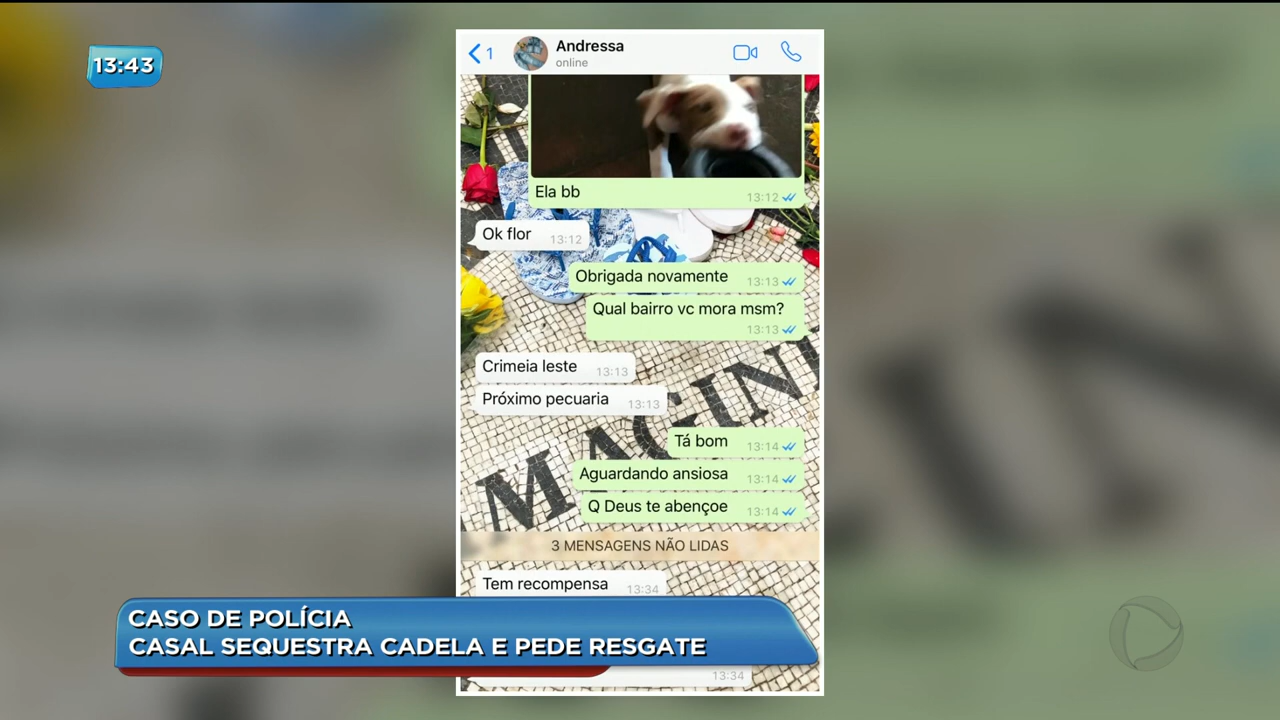 13:43
1
Andressa
online
Ela bb
13:12
Ok flor
13:12
Obrigada novamente
13:13
Qual bairro vc mora msm?
13:13
Crimeia leste
13:13
Próximo pecuaria
13:13
Tá bom
13:14
Aguardando ansiosa
13:14
Q Deus te abençoe
13:14
3 MENSAGENS NÃO LIDAS
Tem recompensa
13:34
CASO DE POLÍCIA
CASAL SEQUESTRA CADELA E PEDE RESGATE
13:34